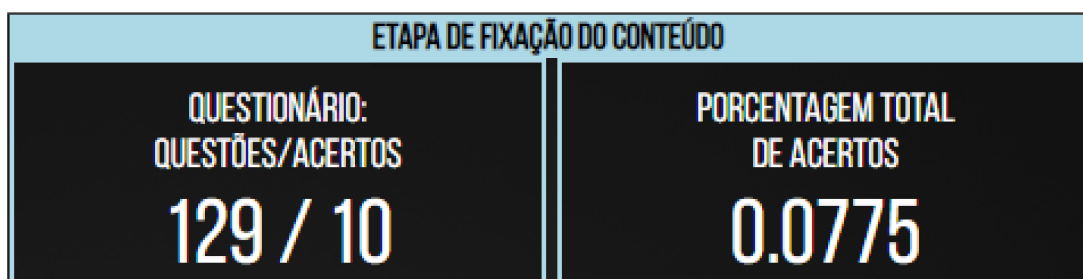 ETAPA DE FIXAÇÃO DO CONTEÚDO
QUESTIONÁRIO:
QUESTÕES/ACERTOS
129 / 10
PORCENTAGEM TOTAL
DE ACERTOS
0.0775